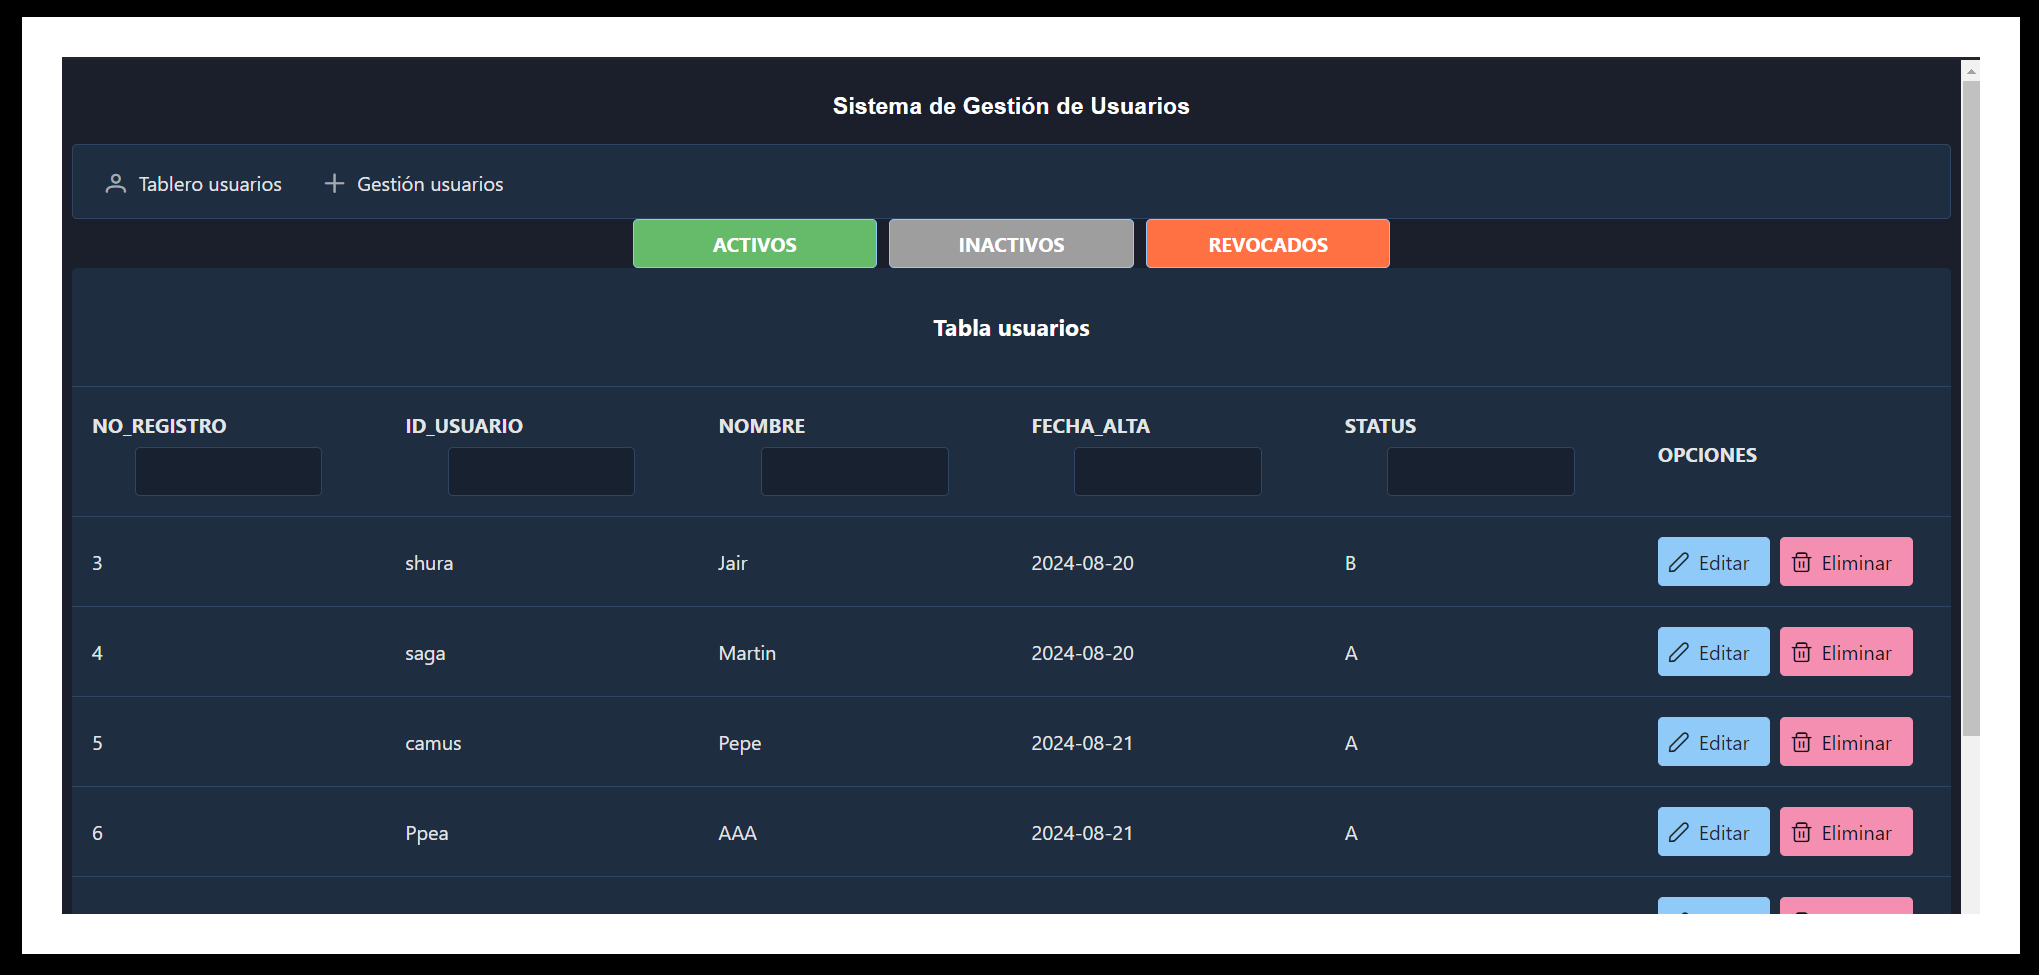 Sistema de Gestión de Usuarios
Tablero usuarios Gestión usuarios
ACTIVOS INACTIVOS REVOCADOS
Tabla usuarios
NO_REGISTRO ID_USUARIO NOMBRE FECHA_ALTA STATUS OPCIONES
3 shura Jair 2024-08-20 B Editar Eliminar
4 saga Martin 2024-08-20 A Editar Eliminar
5 camus Pepe 2024-08-21 A Editar Eliminar
6 Ppea AAA 2024-08-21 A Editar Eliminar